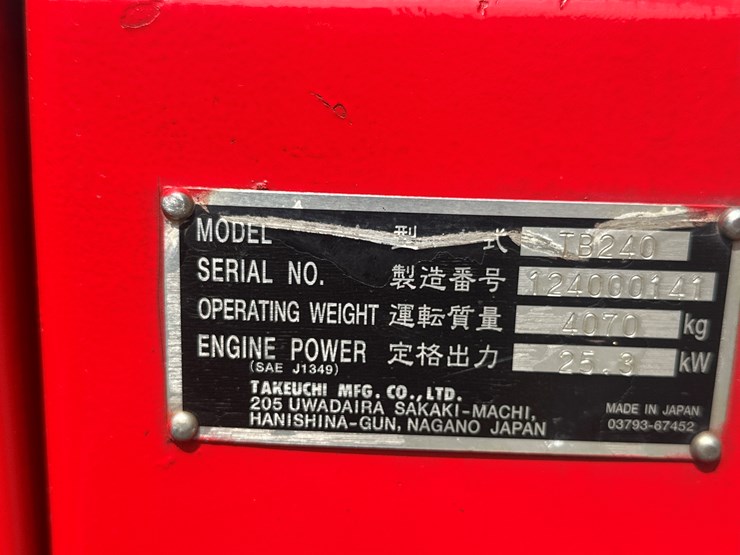 MODEL 型 式 TB240
SERIAL NO. 製造番号 124000141
OPERATING WEIGHT 運転質量 4070 kg
ENGINE POWER 定格出力 25.3 kW
(SAE J1349)
TAKEUCHI MFG. CO., LTD.
205 UWADAIRA SAKAKI-MACHI,
HANISHINA-GUN, NAGANO JAPAN
MADE IN JAPAN
03793-67452